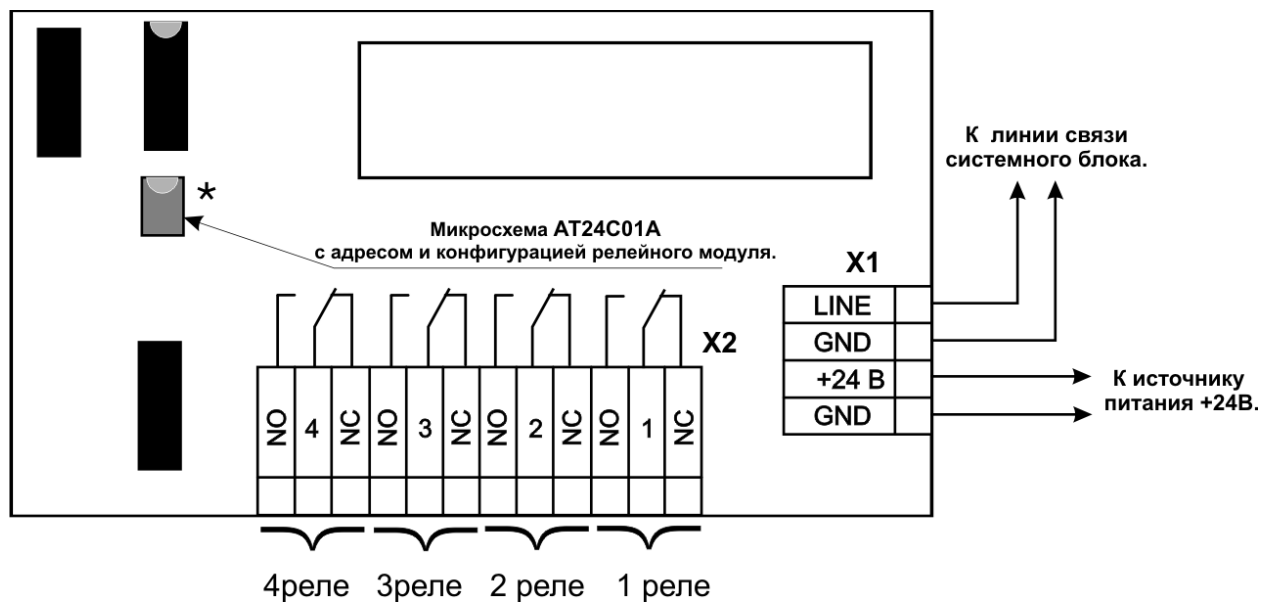 К линии связи
системного блока.
*
Микросхема AT24C01A
с адресом и конфигурацией релейного модуля.
X1
LINE
GND
+24 В
GND
К источнику
питания +24В.
X2
NO 4 NC NO 3 NC NO 2 NC NO 1 NC
4реле 3реле 2 реле 1 реле